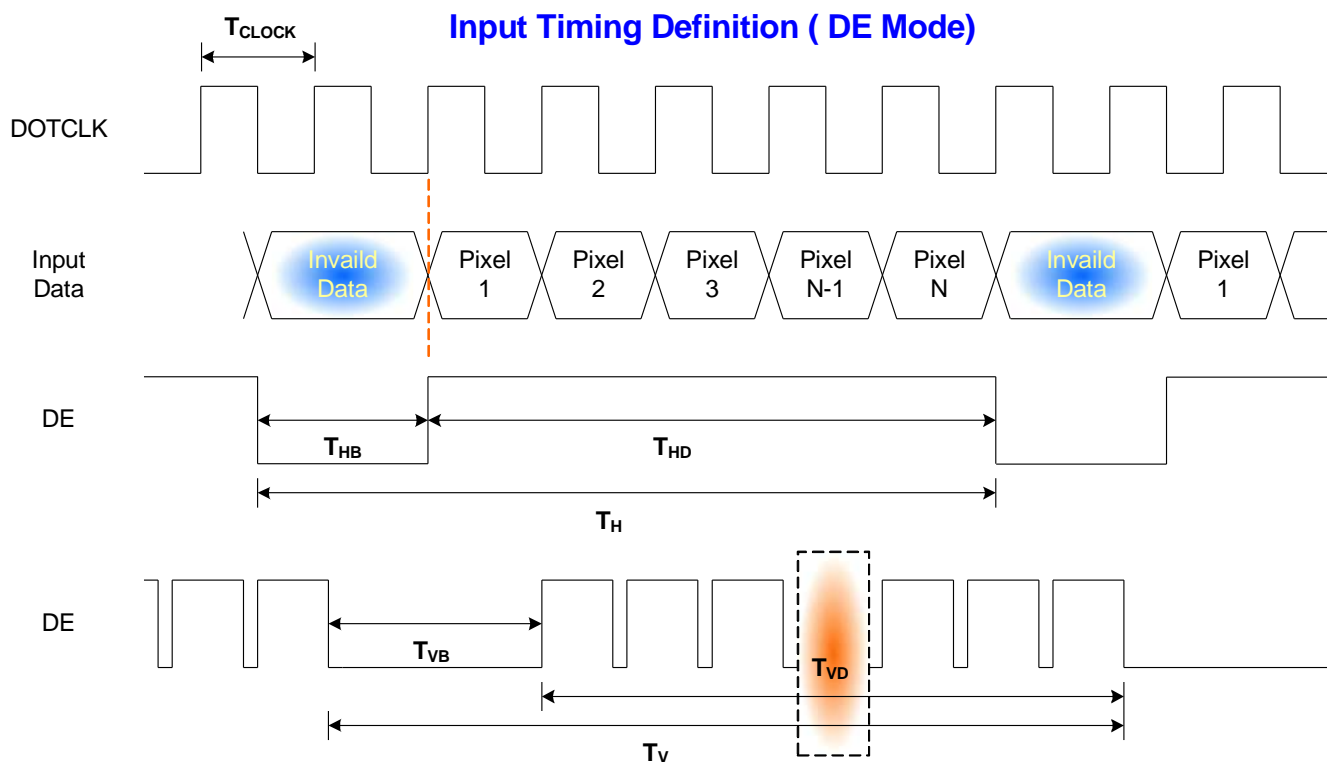 Input Timing Definition ( DE Mode)
TCLOCK
DOTCLK
Input
Data
Invaild
Data
Pixel
1
Pixel
2
Pixel
3
Pixel
N-1
Pixel
N
Invaild
Data
Pixel
1
DE
THB
THD
TH
DE
TVB
TVD
TV